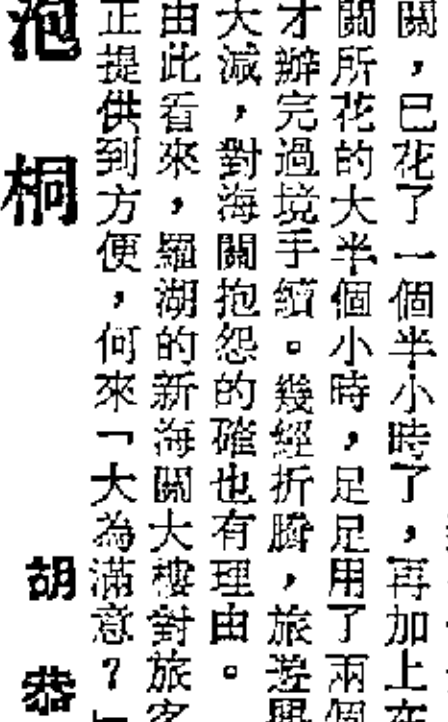 關，已花了一個半小時了，再加上在
關所花的大半個小時，足足用了兩個
才辦完過境手續。幾經折騰，旅遊興
大減，對海關抱怨的確也有理由。
由此看來，羅湖的新海關大樓對旅客
正提供到方便，何來「大為滿意？」
泡桐
胡恭